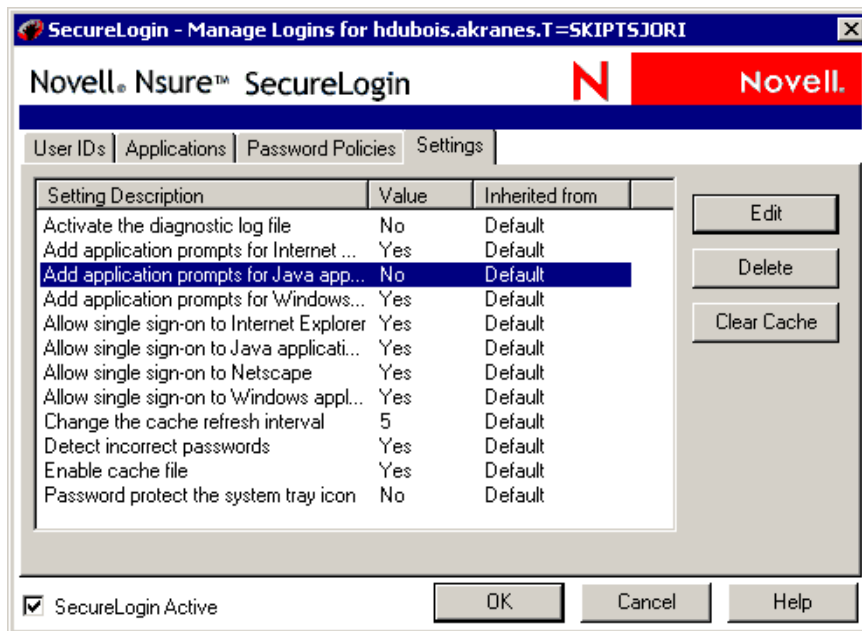 SecureLogin - Manage Logins for hdubois.akranes.T=SKIPTSJORI
Novell® Nsure™ SecureLogin N Novell.
User IDs Applications Password Policies Settings
Setting Description Value Inherited from
Activate the diagnostic log file No Default
Add application prompts for Internet ... Yes Default
Add application prompts for Java app... No Default
Add application prompts for Windows... Yes Default
Allow single sign-on to Internet Explorer Yes Default
Allow single sign-on to Java applicati... Yes Default
Allow single sign-on to Netscape Yes Default
Allow single sign-on to Windows appl... Yes Default
Change the cache refresh interval 5 Default
Detect incorrect passwords Yes Default
Enable cache file Yes Default
Password protect the system tray icon No Default
Edit
Delete
Clear Cache
SecureLogin Active
OK Cancel Help